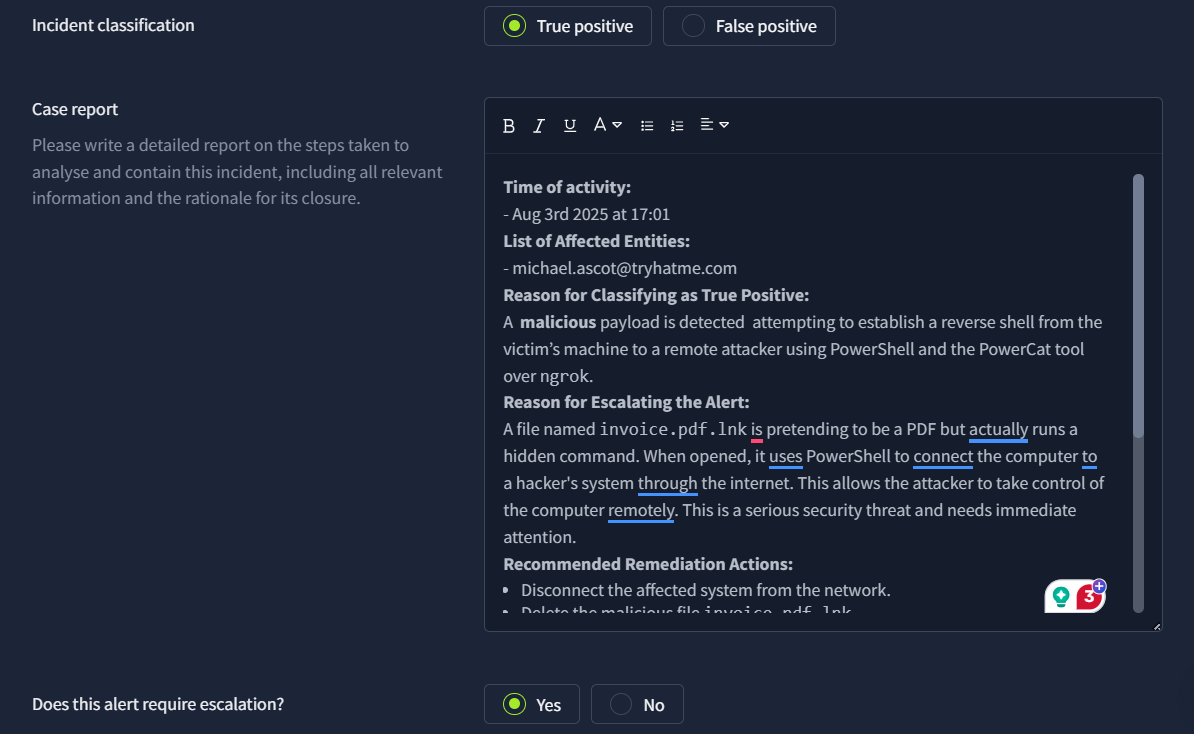 Incident classification
True positive
False positive
Case report
Please write a detailed report on the steps taken to
analyse and contain this incident, including all relevant
information and the rationale for its closure.
B I U A
Time of activity:
- Aug 3rd 2025 at 17:01
List of Affected Entities:
- michael.ascot@tryhatme.com
Reason for Classifying as True Positive:
A malicious payload is detected attempting to establish a reverse shell from the
victim’s machine to a remote attacker using PowerShell and the PowerCat tool
over ngrok.
Reason for Escalating the Alert:
A file named invoice.pdf.lnk is pretending to be a PDF but actually runs a
hidden command. When opened, it uses PowerShell to connect the computer to
a hacker's system through the internet. This allows the attacker to take control of
the computer remotely. This is a serious security threat and needs immediate
attention.
Recommended Remediation Actions:
• Disconnect the affected system from the network.
• Delete the malicious file invoice.pdf.lnk
3
Does this alert require escalation?
Yes
No